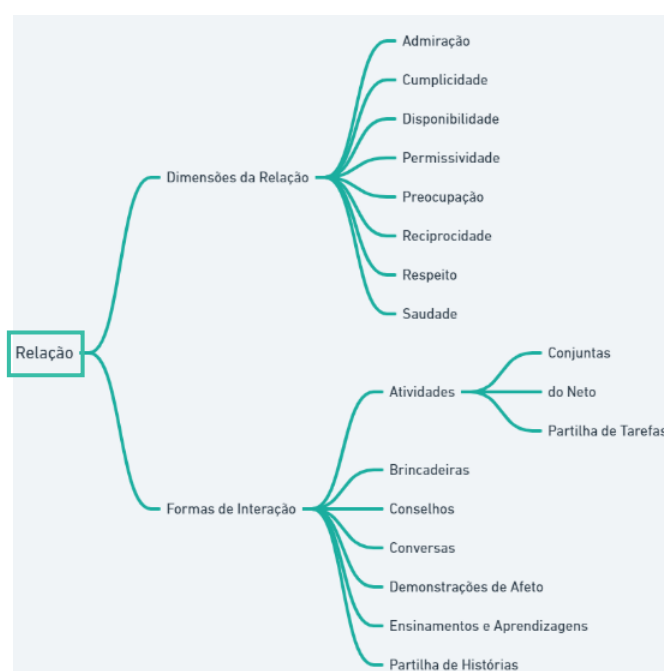 Relação
Dimensões da Relação
Admiração
Cumplicidade
Disponibilidade
Permissividade
Preocupação
Reciprocidade
Respeito
Saudade
Formas de Interação
Atividades
Conjuntas
do Neto
Partilha de Tarefas
Brincadeiras
Conselhos
Conversas
Demonstrações de Afeto
Ensinamentos e Aprendizagens
Partilha de Histórias